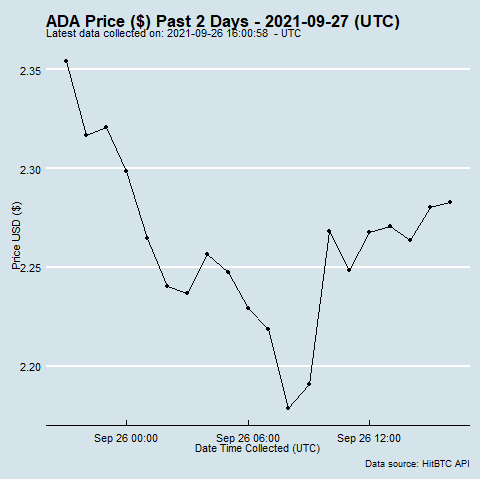 ADA Price ($) Past 2 Days - 2021-09-27 (UTC)
Latest data collected on: 2021-09-26 16:00:58 - UTC
2.35
2.30
Price USD ($)
2.25
2.20
Sep 26 00:00 Sep 26 06:00 Sep 26 12:00
Date Time Collected (UTC)
Data source: HitBTC API